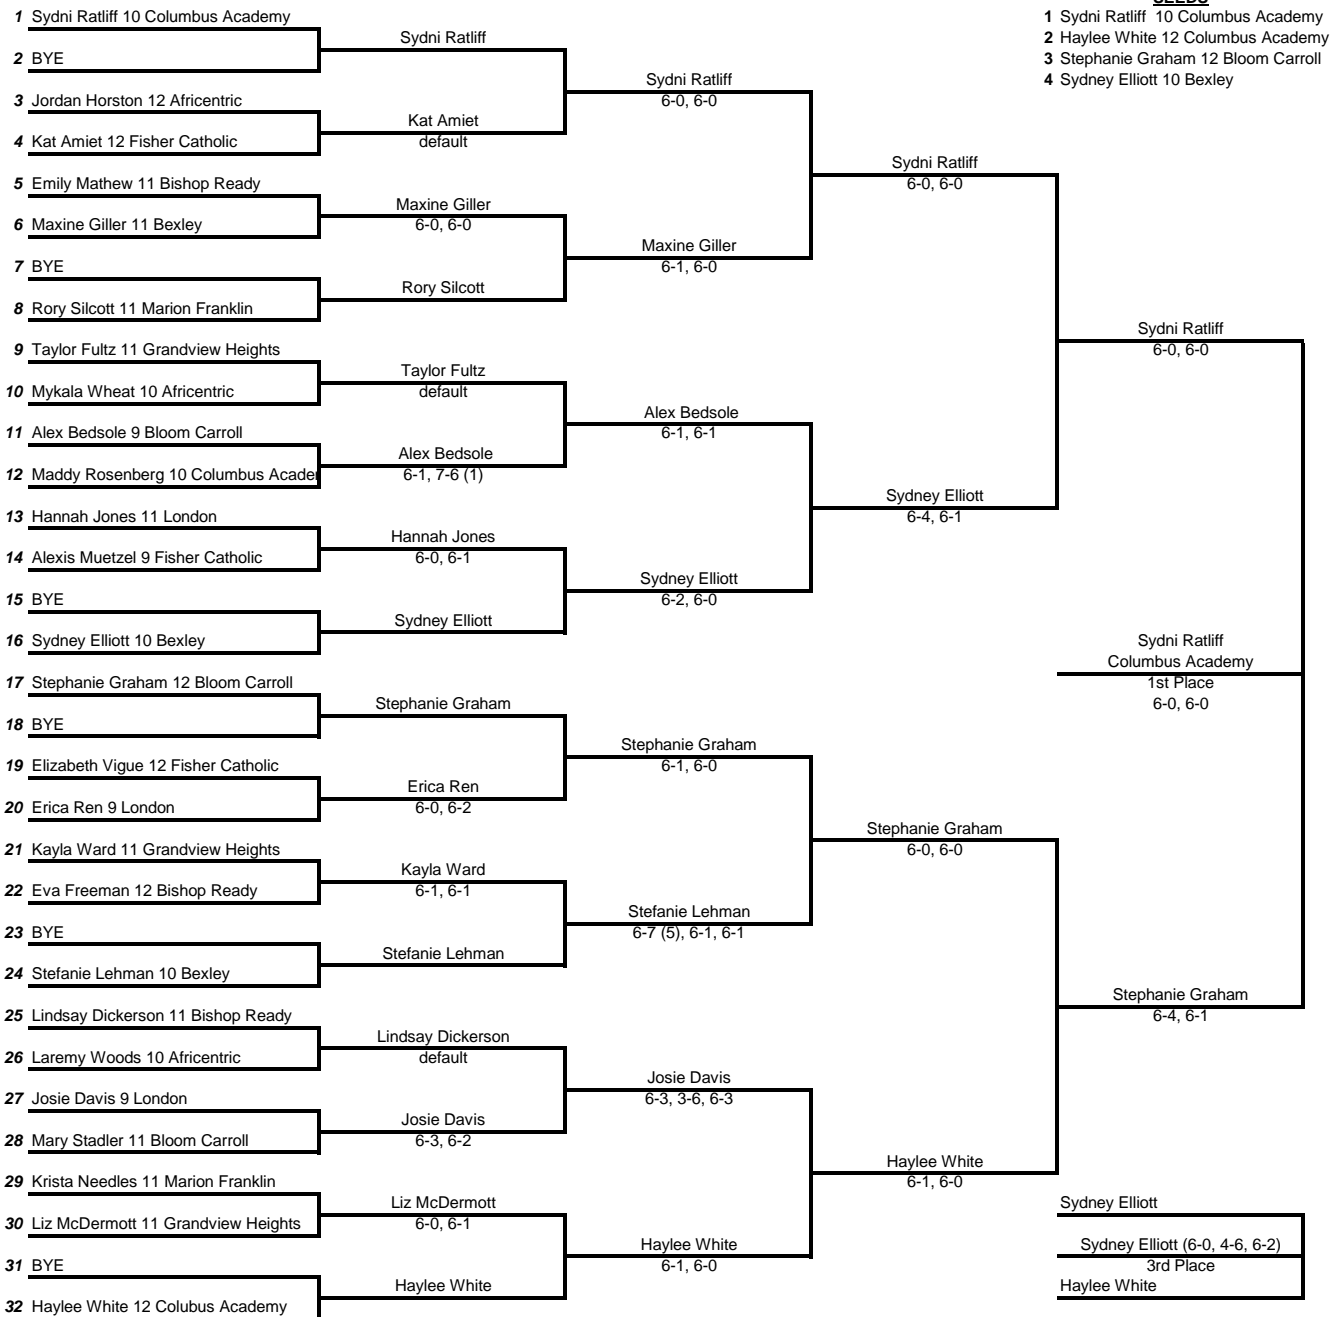 SEEDS
1 Sydni Ratliff 10 Columbus Academy
2 Haylee White 12 Columbus Academy
3 Stephanie Graham 12 Bloom Carroll
4 Sydney Elliott 10 Bexley
1 Sydni Ratliff 10 Columbus Academy
2 BYE
3 Jordan Horston 12 Africentric
4 Kat Amiet 12 Fisher Catholic
5 Emily Mathew 11 Bishop Ready
6 Maxine Giller 11 Bexley
7 BYE
8 Rory Silcott 11 Marion Franklin
9 Taylor Fultz 11 Grandview Heights
10 Mykala Wheat 10 Africentric
11 Alex Bedsole 9 Bloom Carroll
12 Maddy Rosenberg 10 Columbus Acader
13 Hannah Jones 11 London
14 Alexis Muetzel 9 Fisher Catholic
15 BYE
16 Sydney Elliott 10 Bexley
17 Stephanie Graham 12 Bloom Carroll
18 BYE
19 Elizabeth Vigue 12 Fisher Catholic
20 Erica Ren 9 London
21 Kayla Ward 11 Grandview Heights
22 Eva Freeman 12 Bishop Ready
23 BYE
24 Stefanie Lehman 10 Bexley
25 Lindsay Dickerson 11 Bishop Ready
26 Laremy Woods 10 Africentric
27 Josie Davis 9 London
28 Mary Stadler 11 Bloom Carroll
29 Krista Needles 11 Marion Franklin
30 Liz McDermott 11 Grandview Heights
31 BYE
32 Haylee White 12 Colubus Academy
Sydni Ratliff
Kat Amiet
default
Maxine Giller
6-0, 6-0
Rory Silcott
Taylor Fultz
default
Alex Bedsole
6-1, 7-6 (1)
Hannah Jones
6-0, 6-1
Sydney Elliott
Stephanie Graham
Erica Ren
6-0, 6-2
Kayla Ward
6-1, 6-1
Stefanie Lehman
Lindsay Dickerson
default
Josie Davis
6-3, 6-2
Liz McDermott
6-0, 6-1
Haylee White
Sydni Ratliff
6-0, 6-0
Maxine Giller
6-1, 6-0
Alex Bedsole
6-1, 6-1
Sydney Elliott
6-2, 6-0
Stephanie Graham
6-1, 6-0
Stefanie Lehman
6-7 (5), 6-1, 6-1
Josie Davis
6-3, 3-6, 6-3
Haylee White
6-1, 6-0
Sydni Ratliff
6-0, 6-0
Sydney Elliott
6-4, 6-1
Stephanie Graham
6-0, 6-0
Haylee White
6-1, 6-0
Sydni Ratliff
6-0, 6-0
Stephanie Graham
6-4, 6-1
Sydni Ratliff
Columbus Academy
1st Place
6-0, 6-0
Sydney Elliott
Sydney Elliott (6-0, 4-6, 6-2)
3rd Place
Haylee White